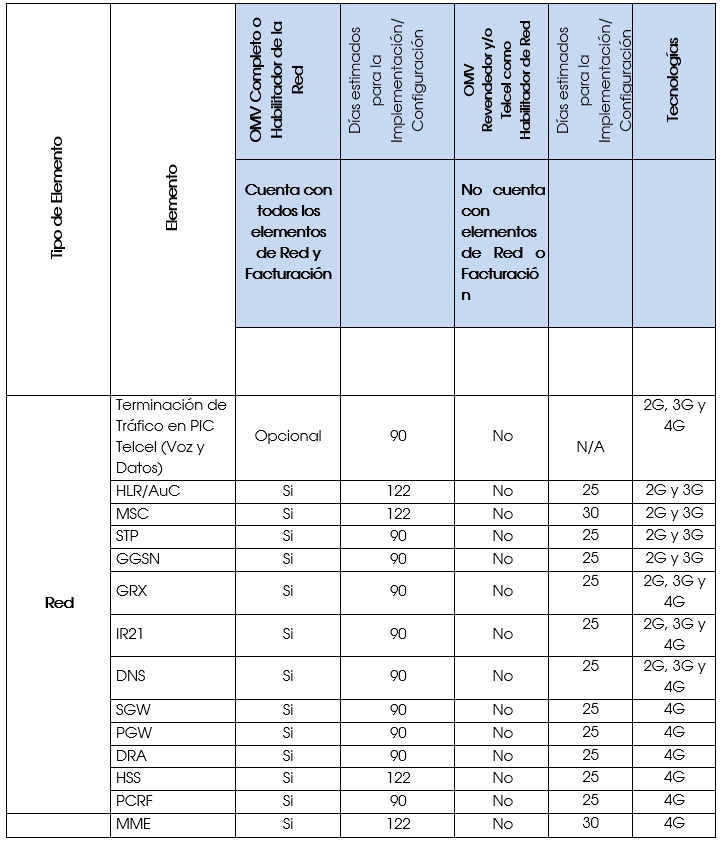 Tipo de Elemento
Elemento
OMV Completo o
Habilitador de la
Red
Días estimados
para la
Implementación/
Configuración
OMV
Revendedor y/o
Telcel como
Habilitador de Red
Días estimados
para la
Implementación/
Configuración
Tecnologías
Cuenta con
todos los
elementos
de Red y
Facturación
No cuenta
con
elementos
de Red o
Facturació
n
Red
Terminación de
Tráfico en PIC
Telcel (Voz y
Datos)
Opcional
90
No
N/A
2G, 3G y
4G
HLR/AuC Si 122 No 25 2G y 3G
MSC Si 122 No 30 2G y 3G
STP Si 90 No 25 2G y 3G
GGSN Si 90 No 25 2G y 3G
GRX Si 90 No 25 2G, 3G y
4G
IR21 Si 90 No 25 2G, 3G y
4G
DNS Si 90 No 25 2G, 3G y
4G
SGW Si 90 No 25 4G
PGW Si 90 No 25 4G
DRA Si 90 No 25 4G
HSS Si 122 No 25 4G
PCRF Si 90 No 25 4G
MME Si 122 No 30 4G